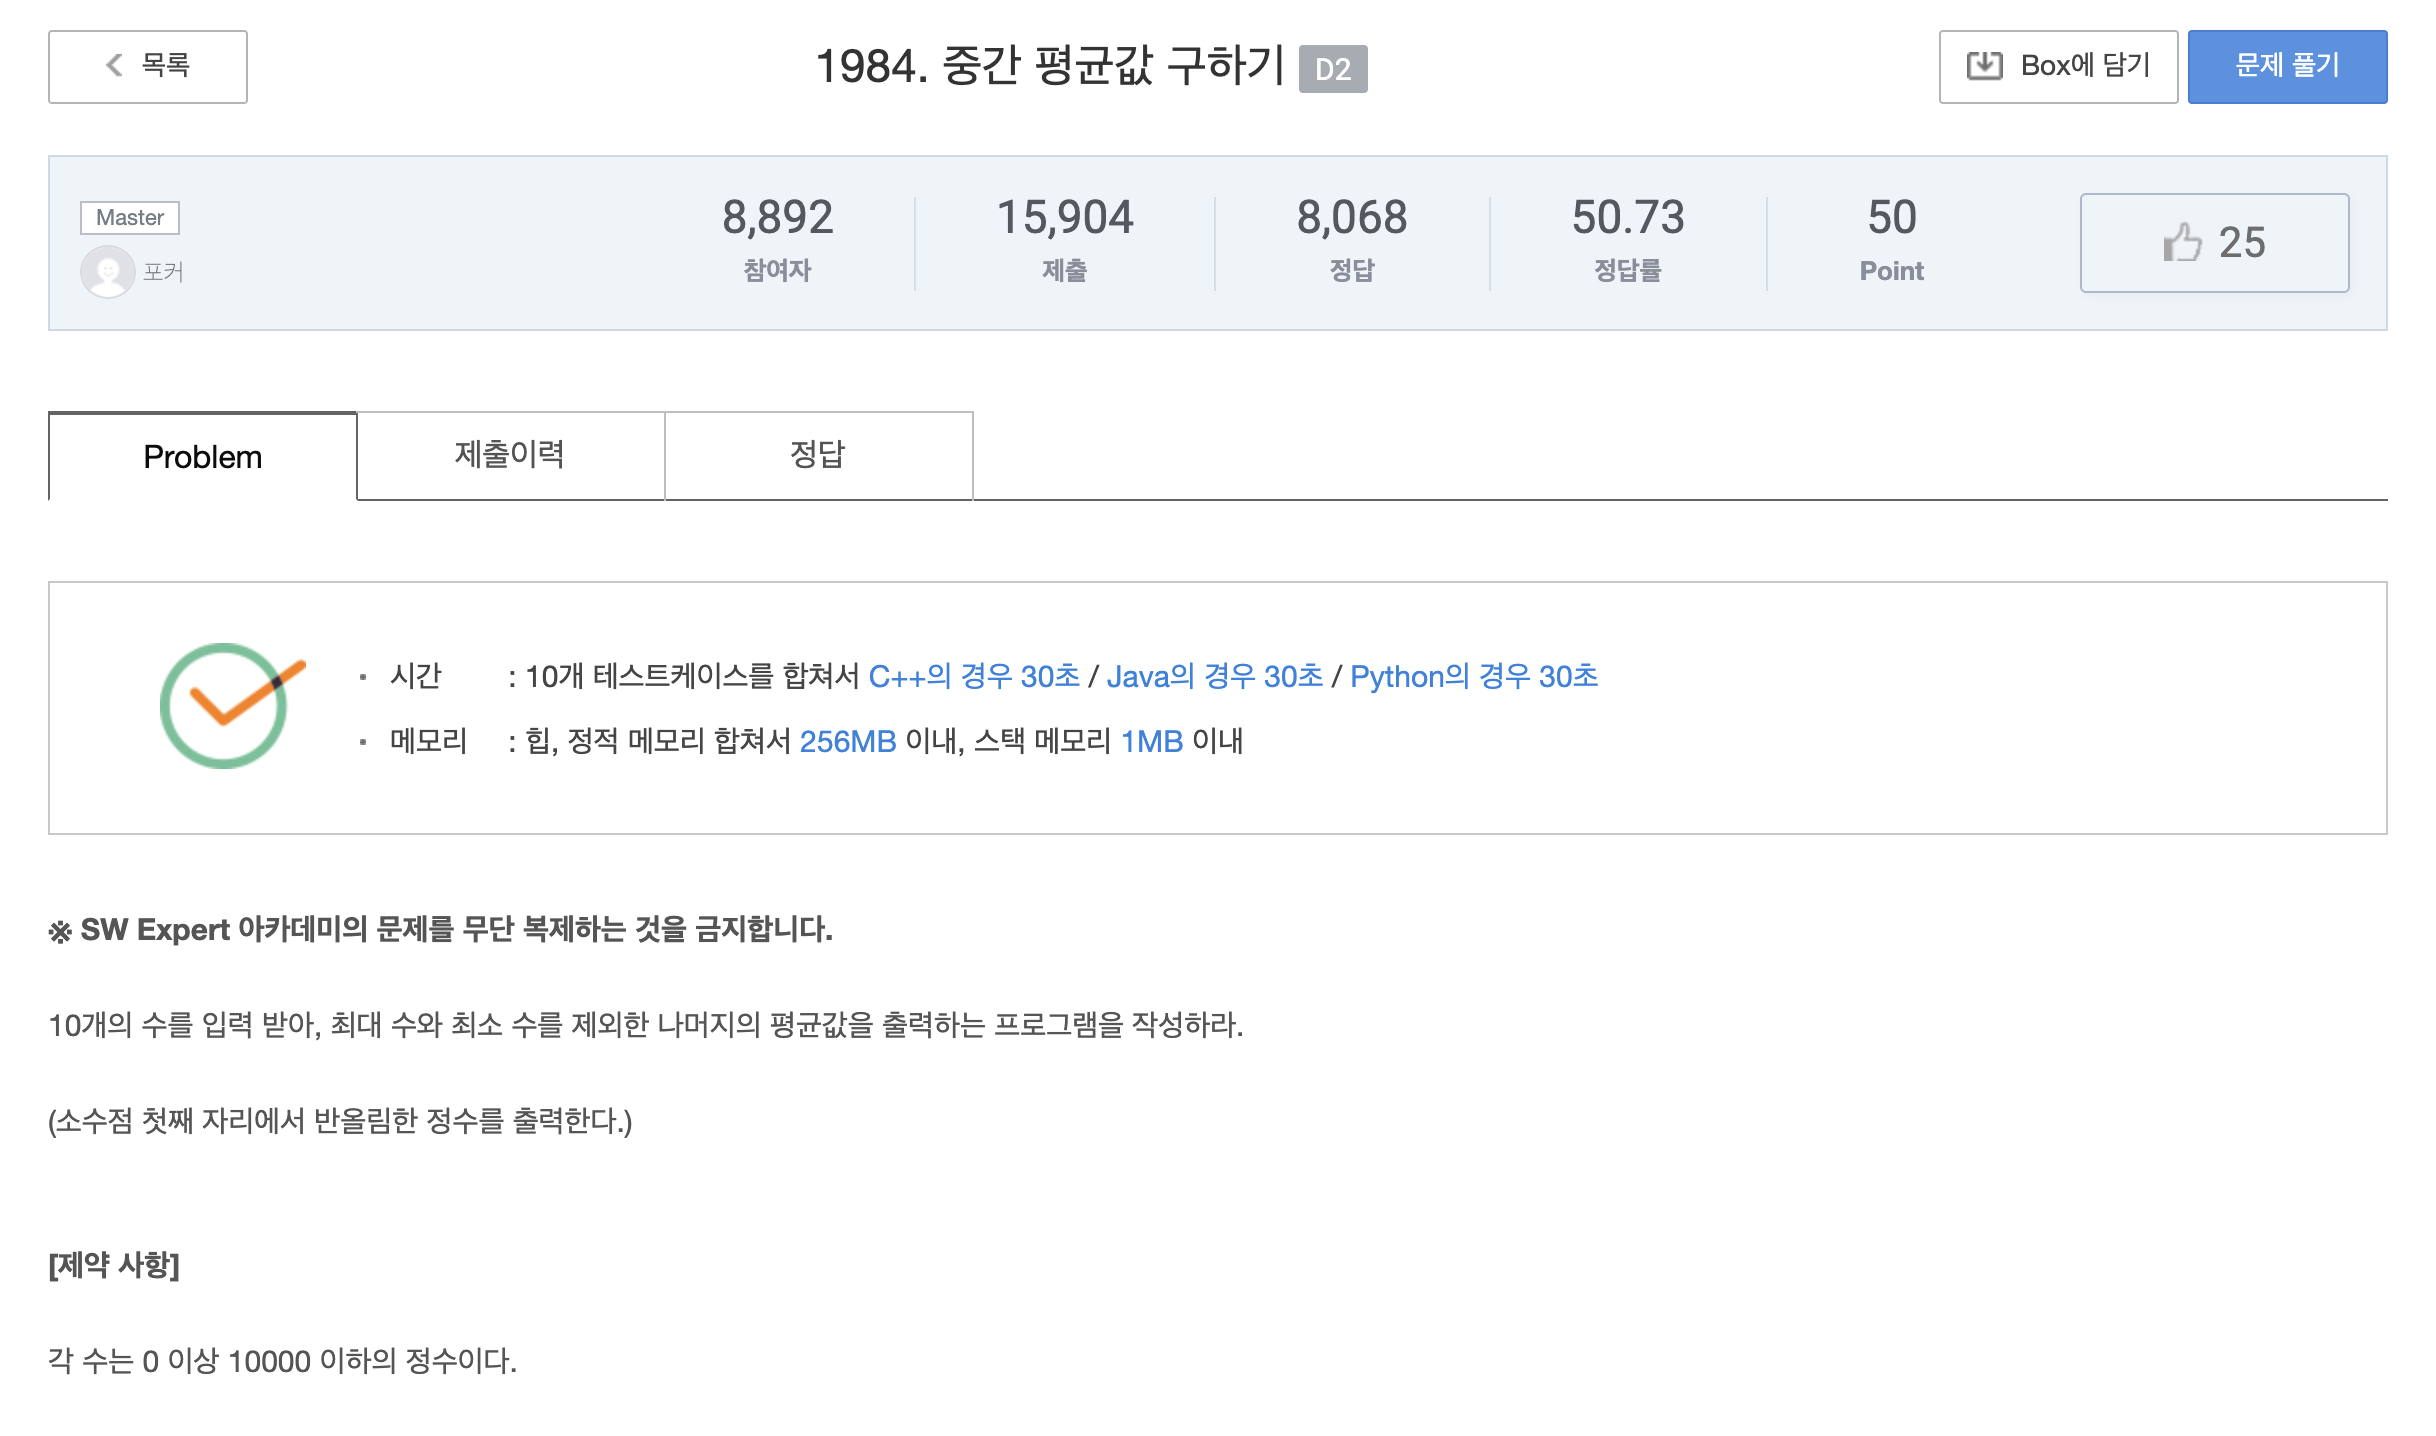 목록
1984. 중간 평균값 구하기 D2
Box에 담기
문제 풀기
Master
포커
8,892
참여자
15,904
제출
8,068
정답
50.73
정답률
50
Point
25
Problem
제출이력
정답
시간 : 10개 테스트케이스를 합쳐서 C++의 경우 30초 / Java의 경우 30초 / Python의 경우 30초
메모리 : 힙, 정적 메모리 합쳐서 256MB 이내, 스택 메모리 1MB 이내
※ SW Expert 아카데미의 문제를 무단 복제하는 것을 금지합니다.
10개의 수를 입력 받아, 최대 수와 최소 수를 제외한 나머지의 평균값을 출력하는 프로그램을 작성하라.
(소수점 첫째 자리에서 반올림한 정수를 출력한다.)
[제약 사항]
각 수는 0 이상 10000 이하의 정수이다.